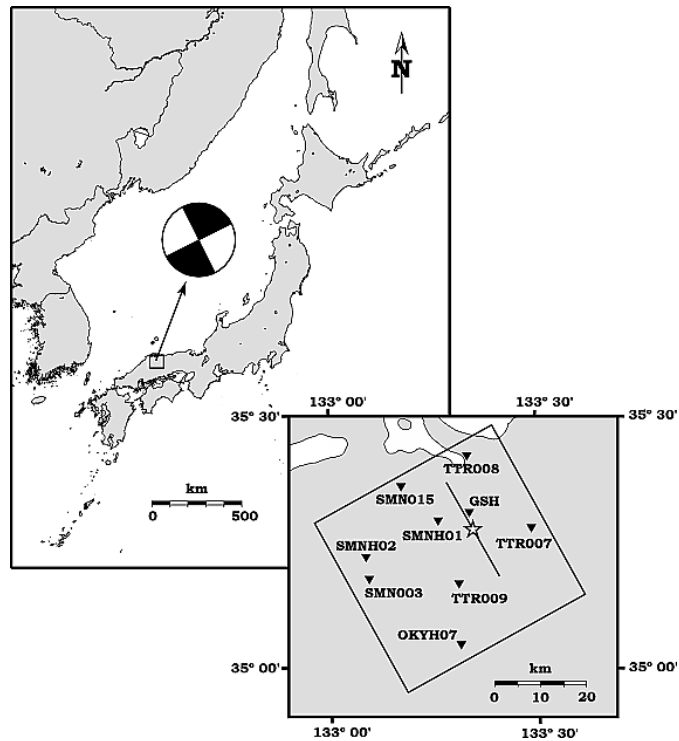 N
km
0 500
133° 00' 133° 30'
35° 30' 35° 30'
TTR008
SMN015
GSH
SMNH01
TTR007
SMNH02
SMN003
TTR009
OKYH07
km
0 10 20
35° 00' 35° 00'
133° 00' 133° 30'